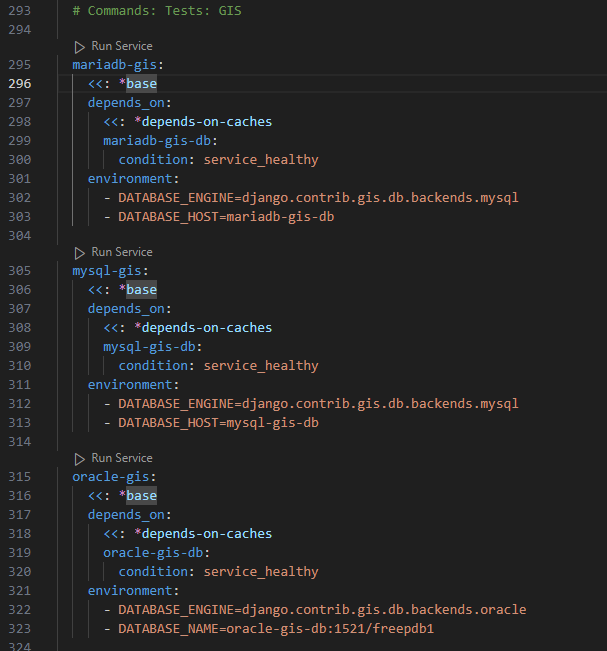 293 # Commands: Tests: GIS
294
▷ Run Service
295 mariadb-gis:
296   <<: *base
297   depends_on:
298     <<: *depends-on-caches
299     mariadb-gis-db:
300       condition: service_healthy
301   environment:
302     - DATABASE_ENGINE=django.contrib.gis.db.backends.mysql
303     - DATABASE_HOST=mariadb-gis-db
304
▷ Run Service
305 mysql-gis:
306   <<: *base
307   depends_on:
308     <<: *depends-on-caches
309     mysql-gis-db:
310       condition: service_healthy
311   environment:
312     - DATABASE_ENGINE=django.contrib.gis.db.backends.mysql
313     - DATABASE_HOST=mysql-gis-db
314
▷ Run Service
315 oracle-gis:
316   <<: *base
317   depends_on:
318     <<: *depends-on-caches
319     oracle-gis-db:
320       condition: service_healthy
321   environment:
322     - DATABASE_ENGINE=django.contrib.gis.db.backends.oracle
323     - DATABASE_NAME=oracle-gis-db:1521/freepdb1
324